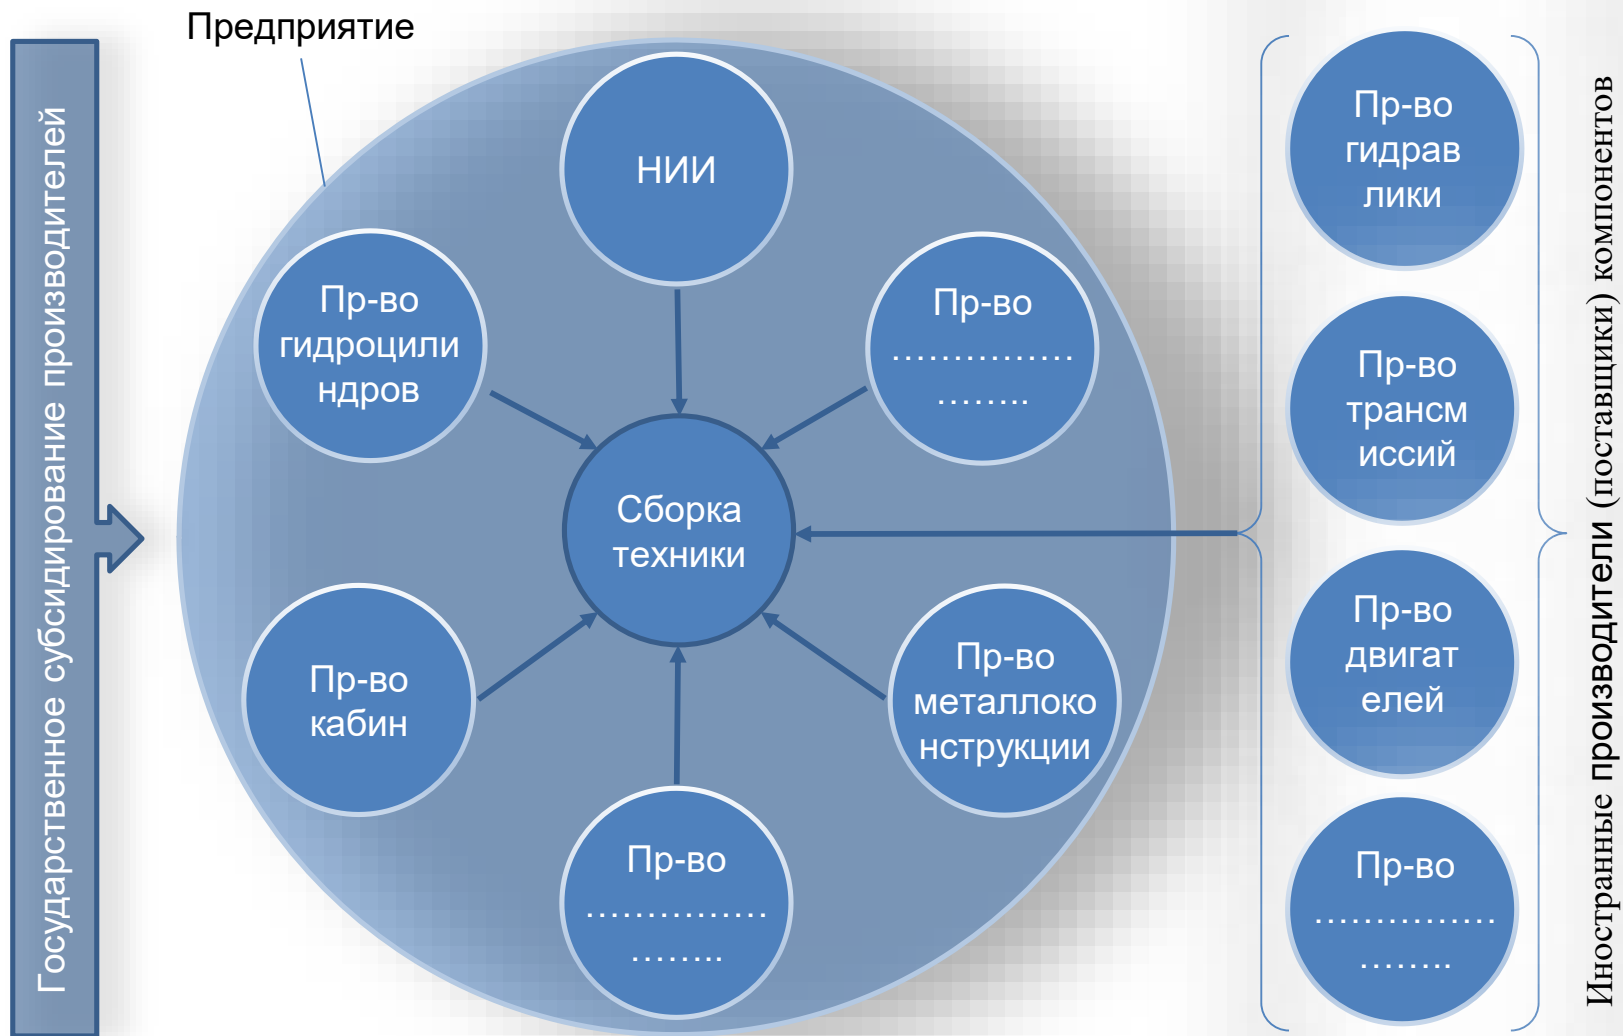 Предприятие
Государственное субсидирование производителей
НИИ
Пр-во
гидроцили
ндров
Пр-во
……………
……..
Сборка
техники
Пр-во
кабин
Пр-во
металлоко
нструкции
Пр-во
……………
……..
Пр-во
гидрав
лики
Пр-во
трансм
иссий
Пр-во
двигат
елей
Пр-во
……………
……..
Иностранные производители (поставщики) компонентов